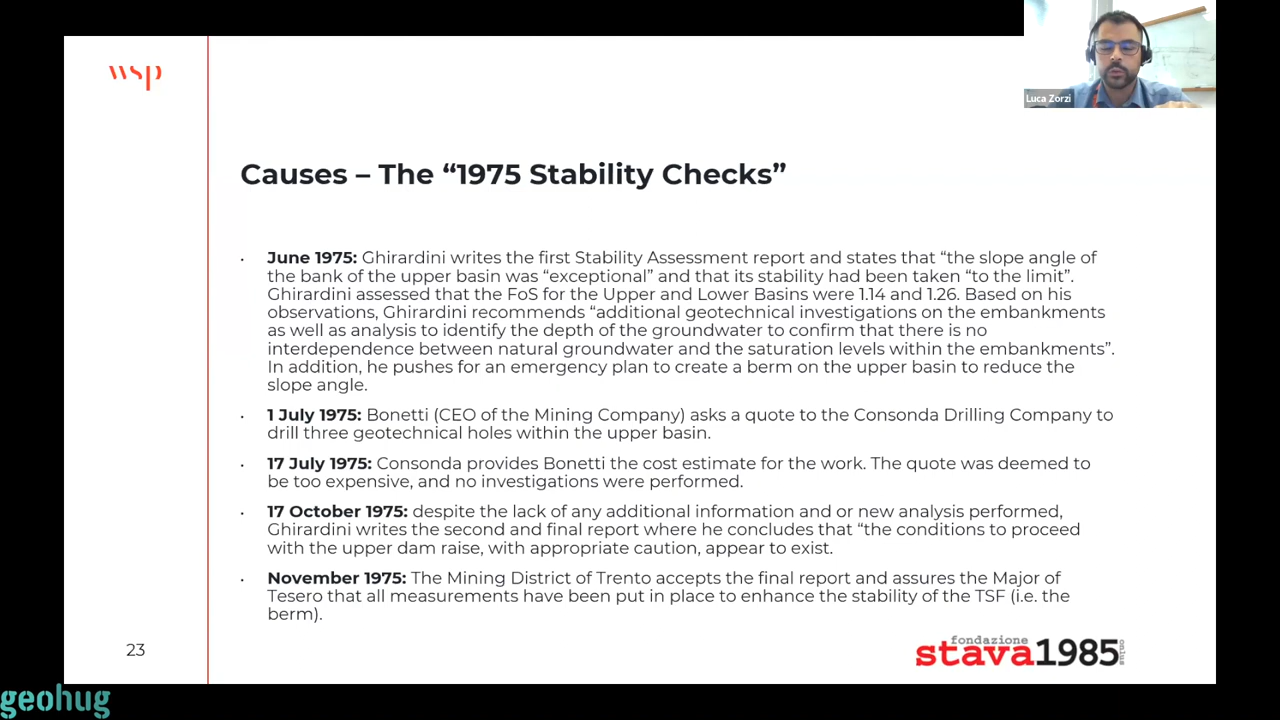 wsp
Luca Zorzi
Causes – The “1975 Stability Checks”
• June 1975: Ghirardini writes the first Stability Assessment report and states that “the slope angle of
the bank of the upper basin was “exceptional” and that its stability had been taken “to the limit”.
Ghirardini assessed that the FoS for the Upper and Lower Basins were 1.14 and 1.26. Based on his
observations, Ghirardini recommends “additional geotechnical investigations on the embankments
as well as analysis to identify the depth of the groundwater to confirm that there is no
interdependence between natural groundwater and the saturation levels within the embankments”.
In addition, he pushes for an emergency plan to create a berm on the upper basin to reduce the
slope angle.
• 1 July 1975: Bonetti (CEO of the Mining Company) asks a quote to the Consonda Drilling Company to
drill three geotechnical holes within the upper basin.
• 17 July 1975: Consonda provides Bonetti the cost estimate for the work. The quote was deemed to
be too expensive, and no investigations were performed.
• 17 October 1975: despite the lack of any additional information and or new analysis performed,
Ghirardini writes the second and final report where he concludes that “the conditions to proceed
with the upper dam raise, with appropriate caution, appear to exist.
• November 1975: The Mining District of Trento accepts the final report and assures the Major of
Tesero that all measurements have been put in place to enhance the stability of the TSF (i.e. the
berm).
23
fondazione
stava1985
onlus
geohug